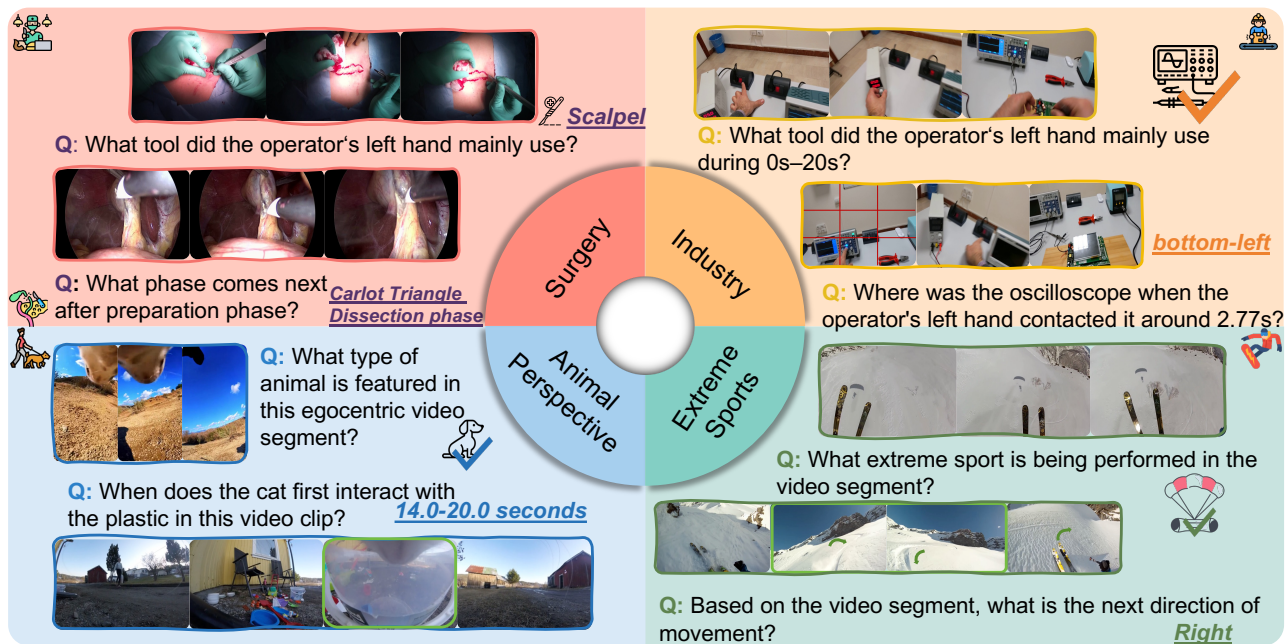 Scalpel
Q: What tool did the operator's left hand mainly use?
Q: What phase comes next
after preparation phase?
Carlot Triangle
Dissection phase
Q: What tool did the operator‘s left hand mainly use
during 0s–20s?
bottom-left
Q: Where was the oscilloscope when the
operator's left hand contacted it around 2.77s?
Surgery
Industry
Animal
Perspective
Extreme
Sports
Q: What type of
animal is featured in
this egocentric video
segment?
Q: When does the cat first interact with
the plastic in this video clip?
14.0-20.0 seconds
Q: What extreme sport is being performed in the
video segment?
Q: Based on the video segment, what is the next direction of
movement?
Right